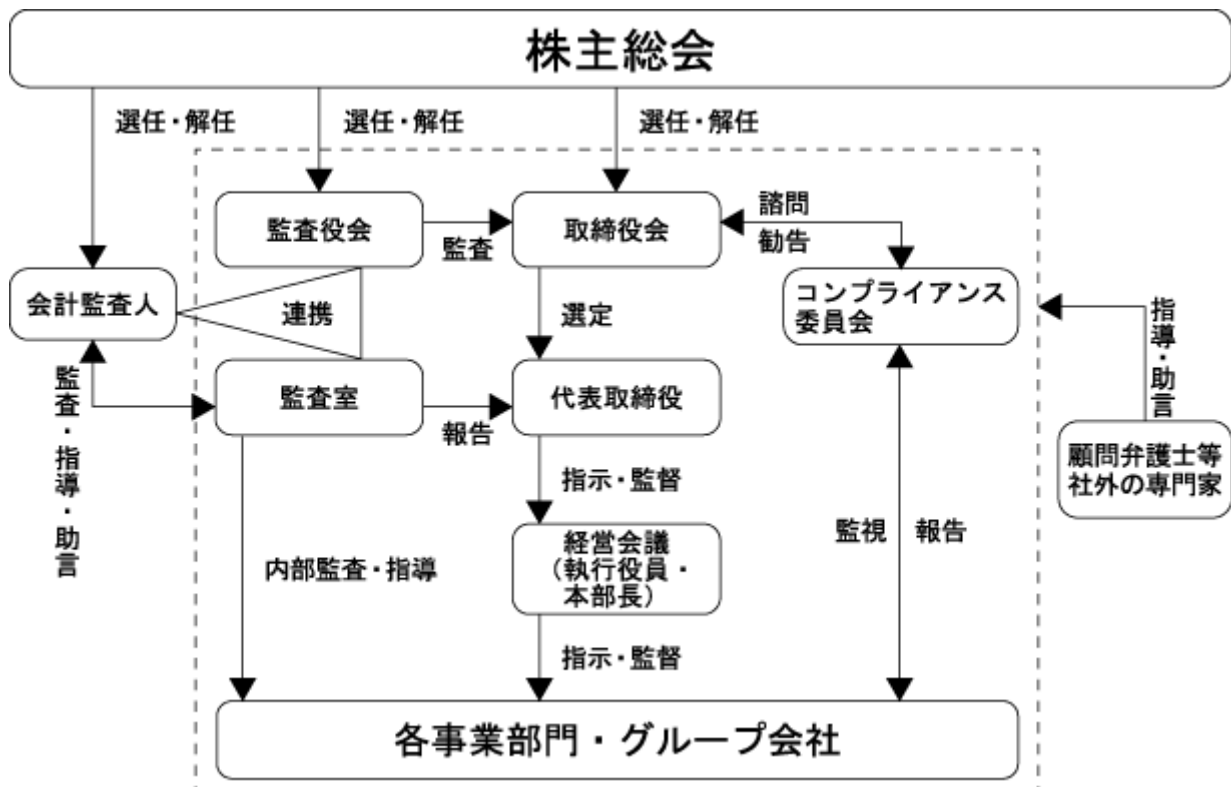 株主総会
選任・解任
選任・解任
選任・解任
監査役会
監査
取締役会
諮問
勧告
会計監査人
連携
選定
コンプライアンス
委員会
指導・助言
監査室
報告
代表取締役
監査・指導・助言
指示・監督
顧問弁護士等
社外の専門家
内部監査・指導
経営会議
(執行役員・
本部長)
監視
報告
指示・監督
各事業部門・グループ会社